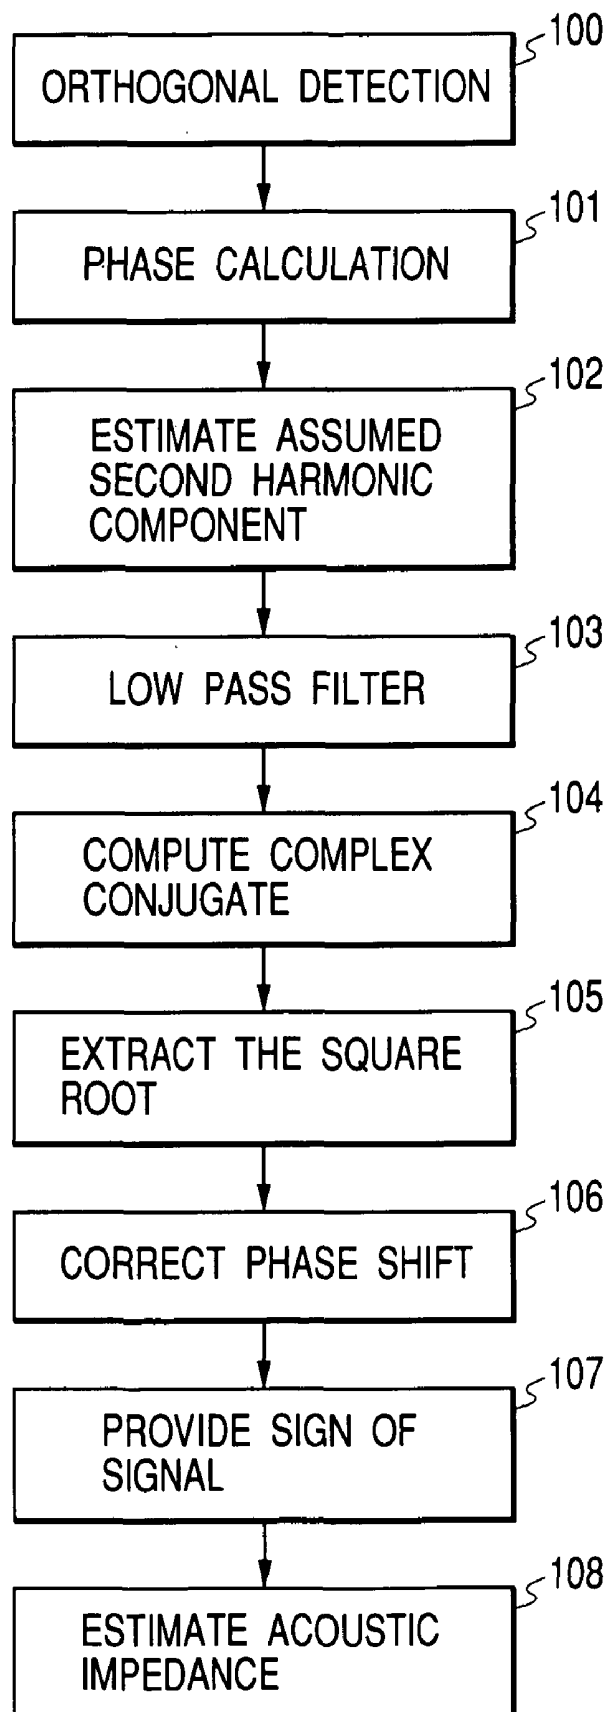 100
ORTHOGONAL DETECTION
101
PHASE CALCULATION
102
ESTIMATE ASSUMED
SECOND HARMONIC
COMPONENT
103
LOW PASS FILTER
104
COMPUTE COMPLEX
CONJUGATE
105
EXTRACT THE SQUARE
ROOT
106
CORRECT PHASE SHIFT
107
PROVIDE SIGN OF
SIGNAL
108
ESTIMATE ACOUSTIC
IMPEDANCE